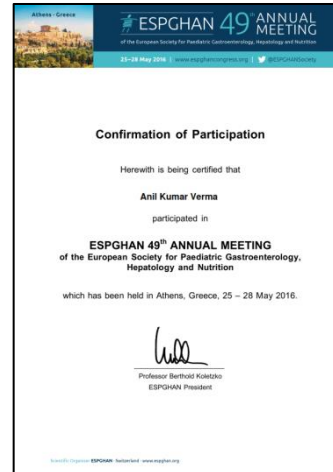 Athens · Greece
ESPGHAN 49th ANNUAL MEETING
of the European Society for Paediatric Gastroenterology, Hepatology and Nutrition
25–28 May 2016 | www.espghancongress.org | @ESPGHANSociety
Confirmation of Participation
Herewith is being certified that
Anil Kumar Verma
participated in
ESPGHAN 49th ANNUAL MEETING
of the European Society for Paediatric Gastroenterology,
Hepatology and Nutrition
which has been held in Athens, Greece, 25 – 28 May 2016.
Professor Berthold Koletzko
ESPGHAN President
Scientific Organiser ESPGHAN · Switzerland · www.espghan.org